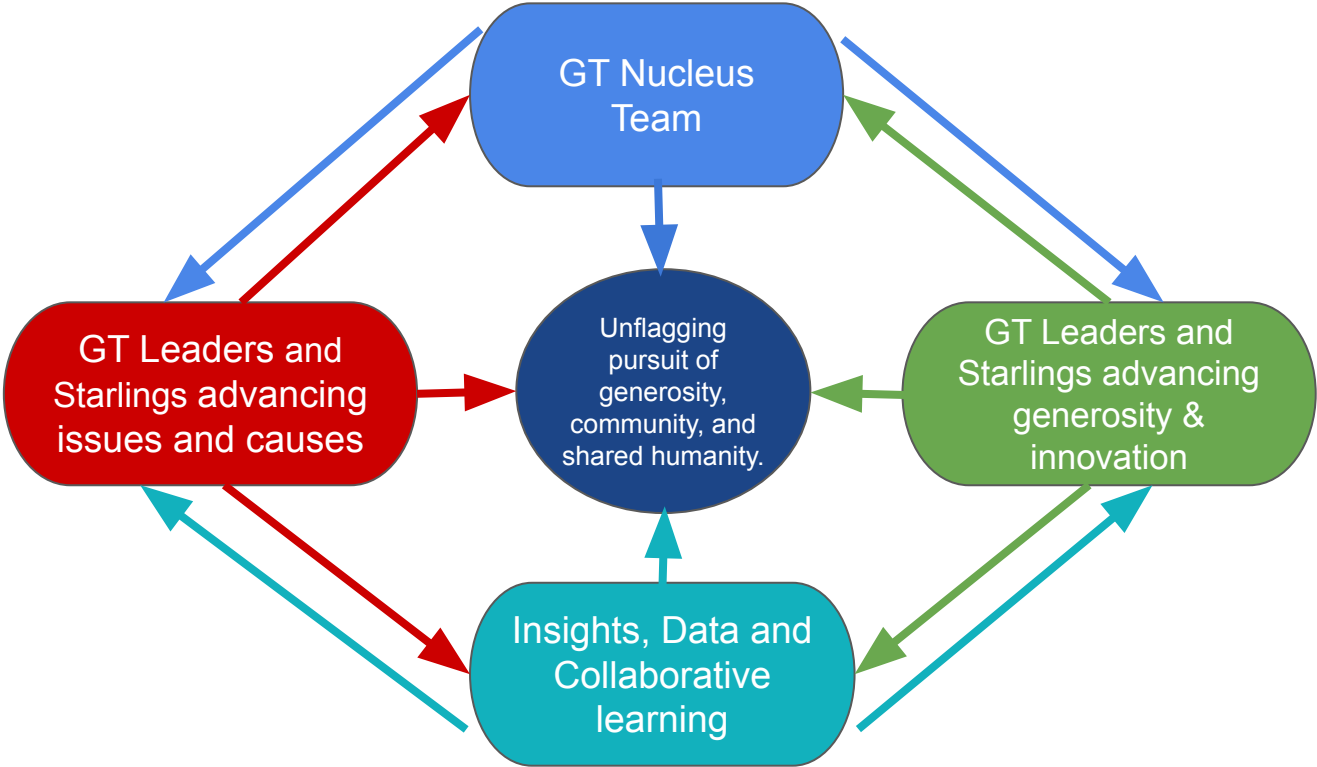 GT Nucleus
Team
GT Leaders and
Starlings advancing
issues and causes
Unflagging
pursuit of
generosity,
community, and
shared humanity.
GT Leaders and
Starlings advancing
generosity &
innovation
Insights, Data and
Collaborative
learning